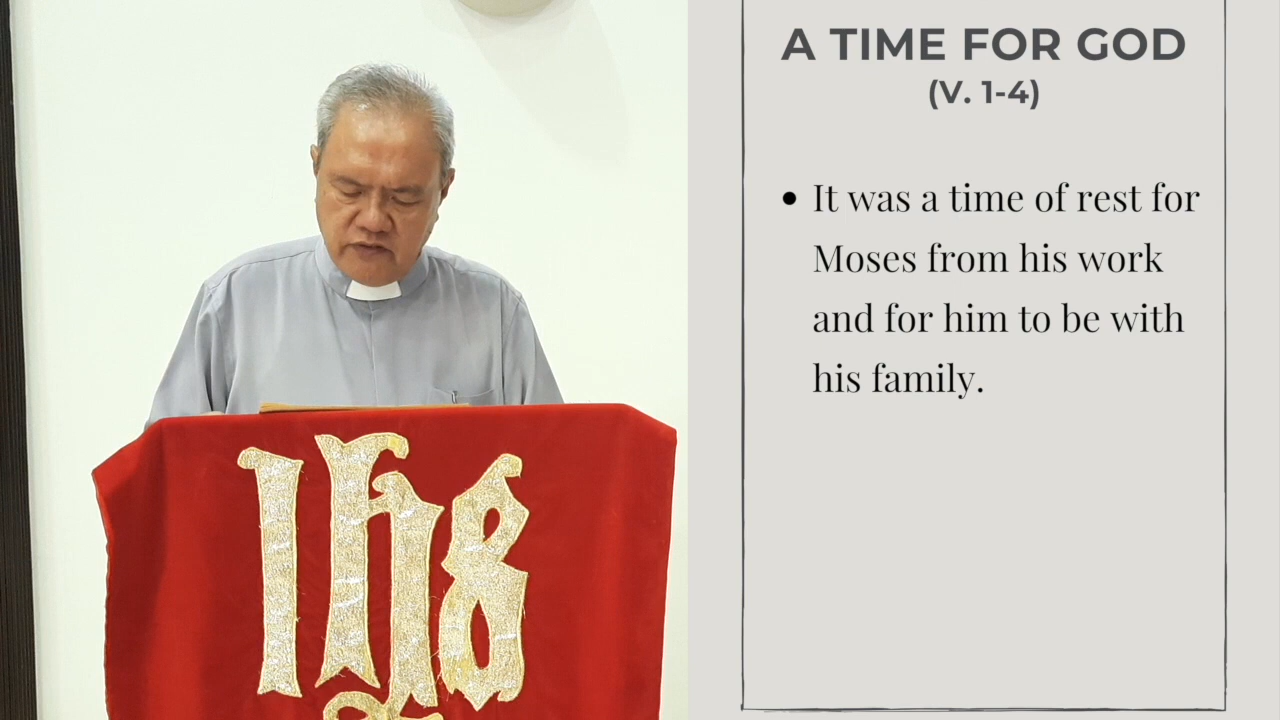 A TIME FOR GOD
(V. 1-4)
• It was a time of rest for
Moses from his work
and for him to be with
his family.
IHS